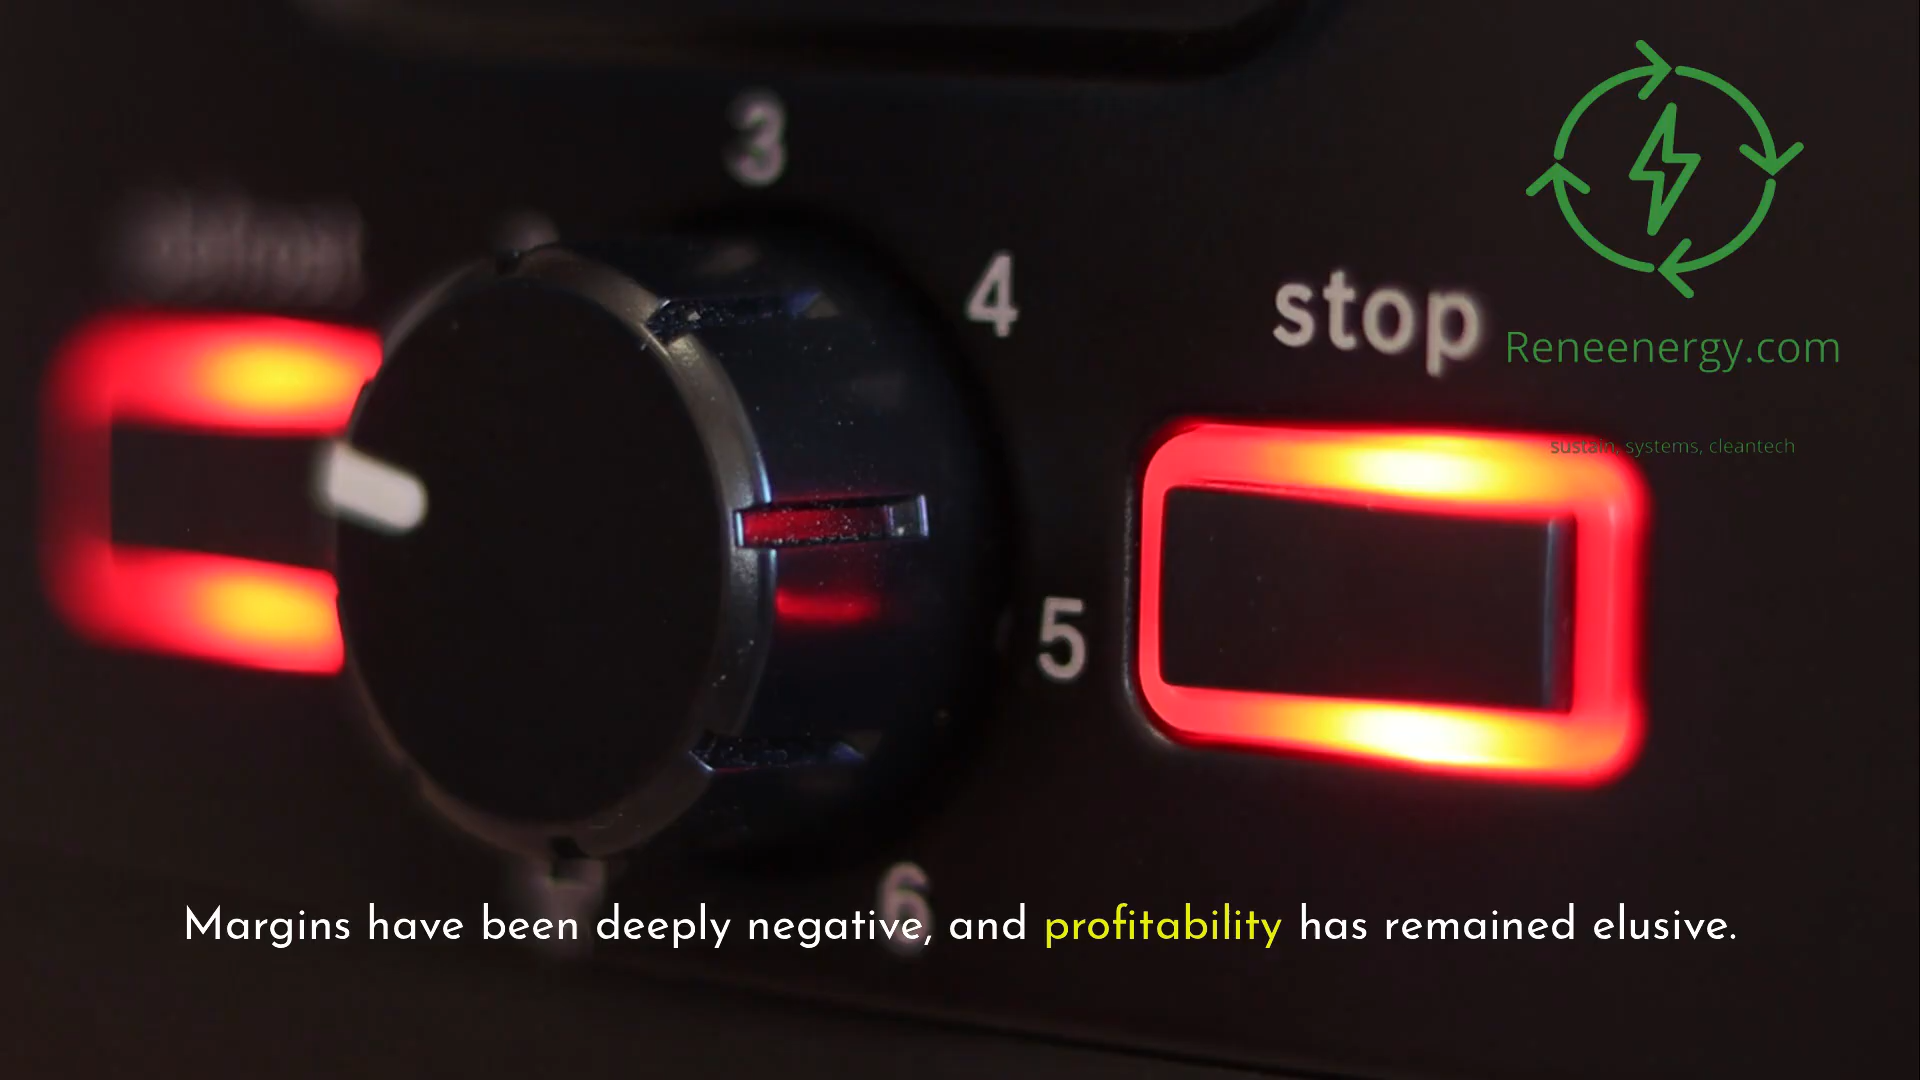 3
4
stop
Reneenergy.com
sustain, systems, cleantech
5
6
Margins have been deeply negative, and profitability has remained elusive.